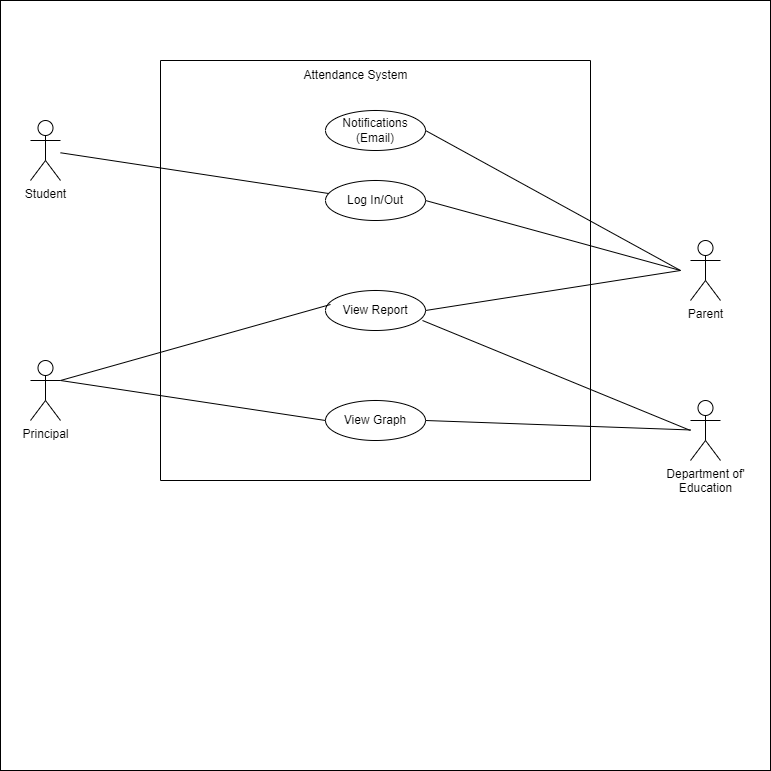 Attendance System
Notifications
(Email)
Student
Log In/Out
Parent
View Report
Principal
View Graph
Department of'
Education